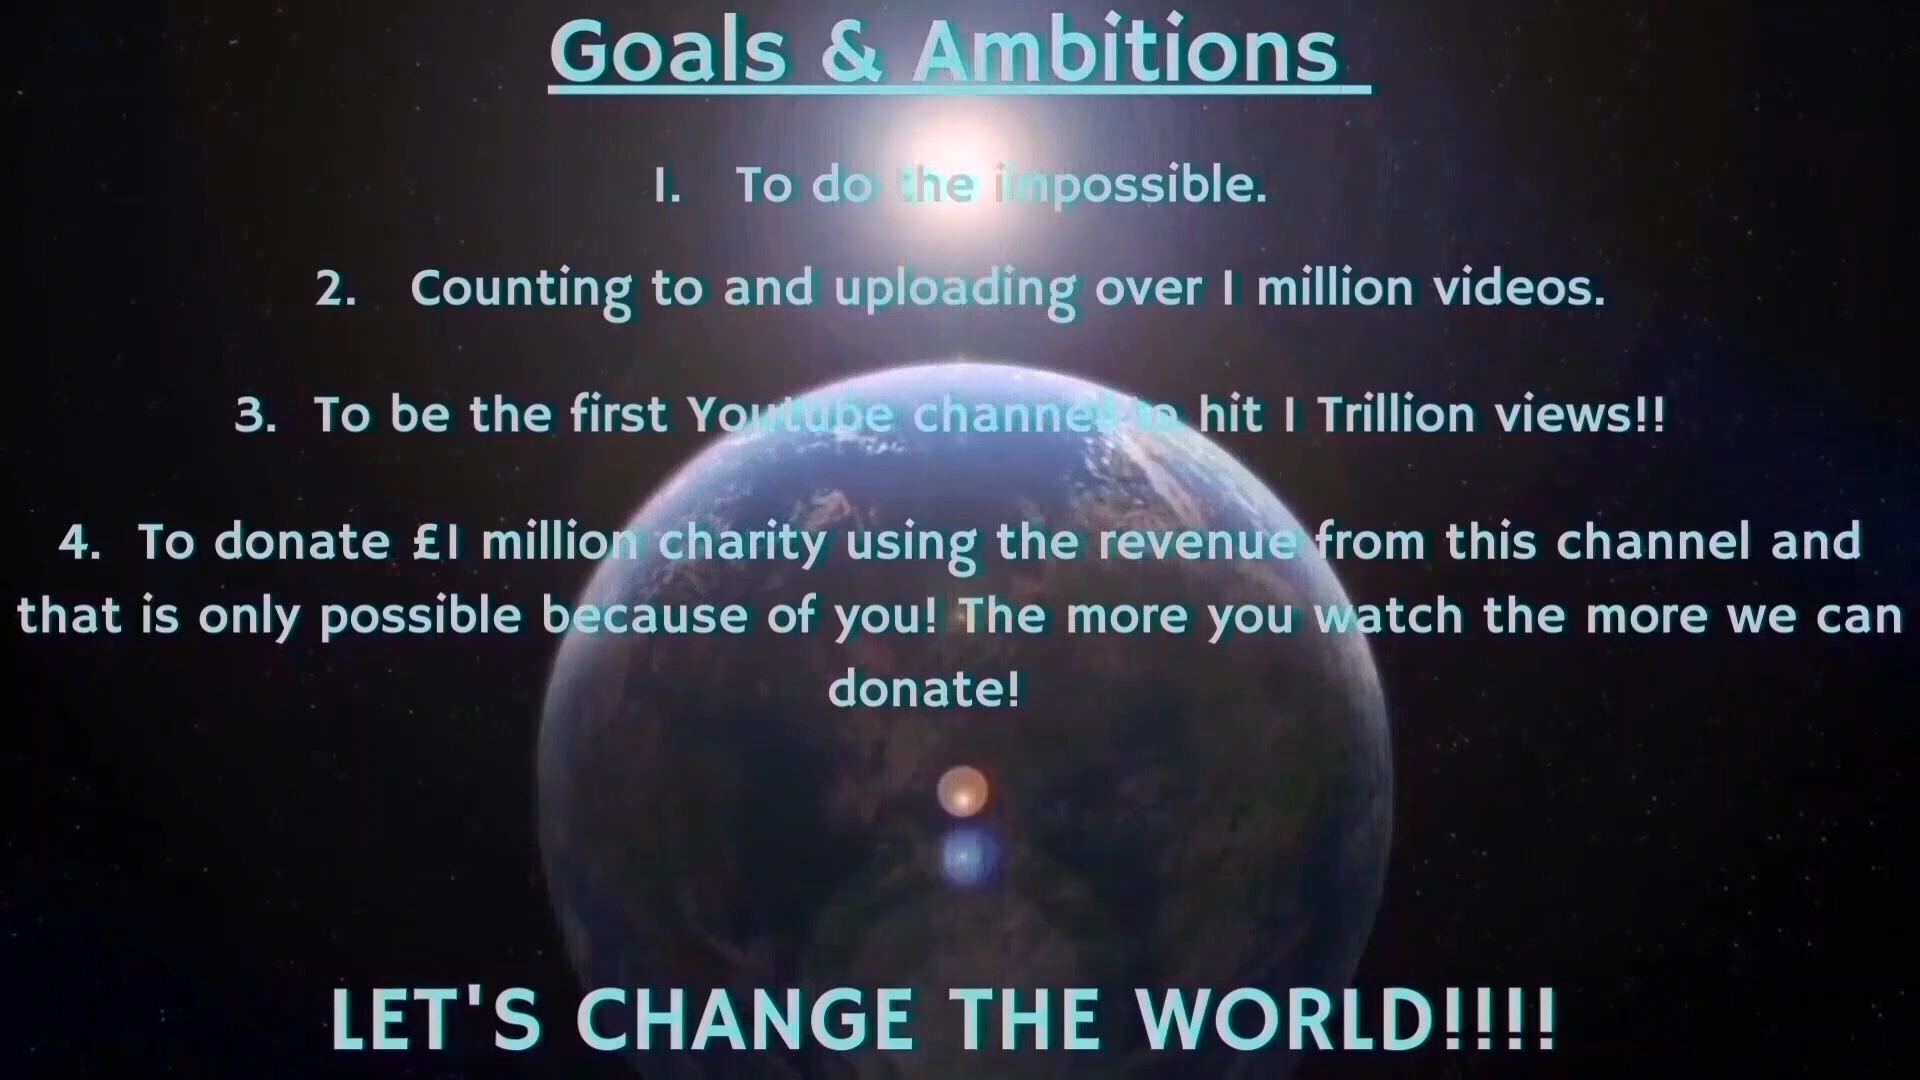 Goals & Ambitions
1. To do the impossible.
2. Counting to and uploading over 1 million videos.
3. To be the first Youtube channel to hit 1 Trillion views!!
4. To donate £1 million charity using the revenue from this channel and
that is only possible because of you! The more you watch the more we can
donate!
LET'S CHANGE THE WORLD!!!!